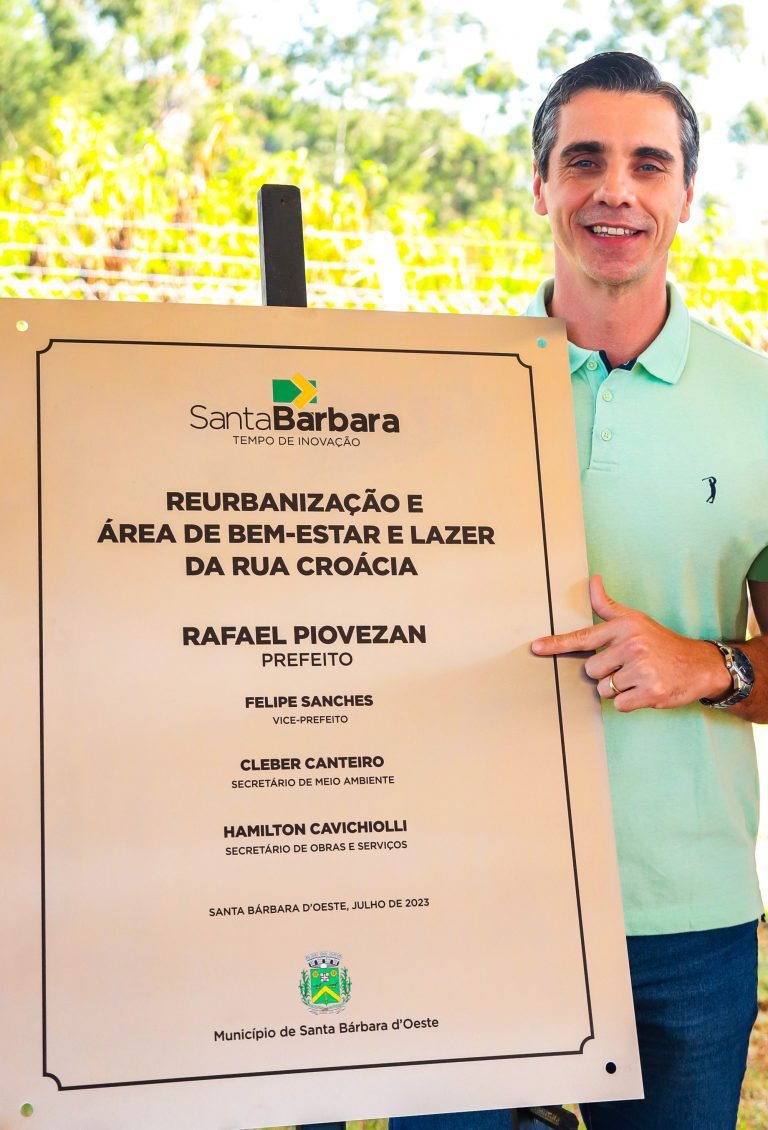 SantaBárbara
TEMPO DE INOVAÇÃO
REURBANIZAÇÃO E
ÁREA DE BEM-ESTAR E LAZER
DA RUA CROÁCIA
RAFAEL PIOVEZAN
PREFEITO
FELIPE SANCHES
VICE-PREFEITO
CLEBER CANTEIRO
SECRETÁRIO DE MEIO AMBIENTE
HAMILTON CAVICHIOLLI
SECRETÁRIO DE OBRAS E SERVIÇOS
SANTA BÁRBARA D'OESTE, JULHO DE 2023
Município de Santa Bárbara d'Oeste